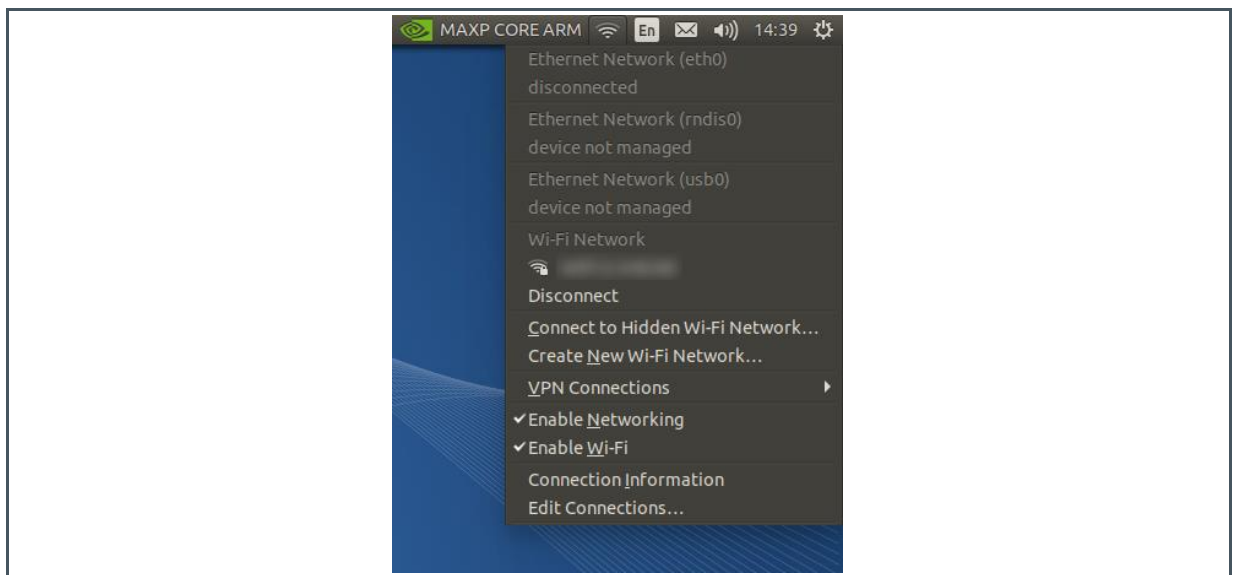 MAXP CORE ARM En 14:39
Ethernet Network (eth0)
disconnected
Ethernet Network (rndis0)
device not managed
Ethernet Network (usb0)
device not managed
Wi-Fi Network
Disconnect
Connect to Hidden Wi-Fi Network...
Create New Wi-Fi Network...
VPN Connections
Enable Networking
Enable Wi-Fi
Connection Information
Edit Connections...